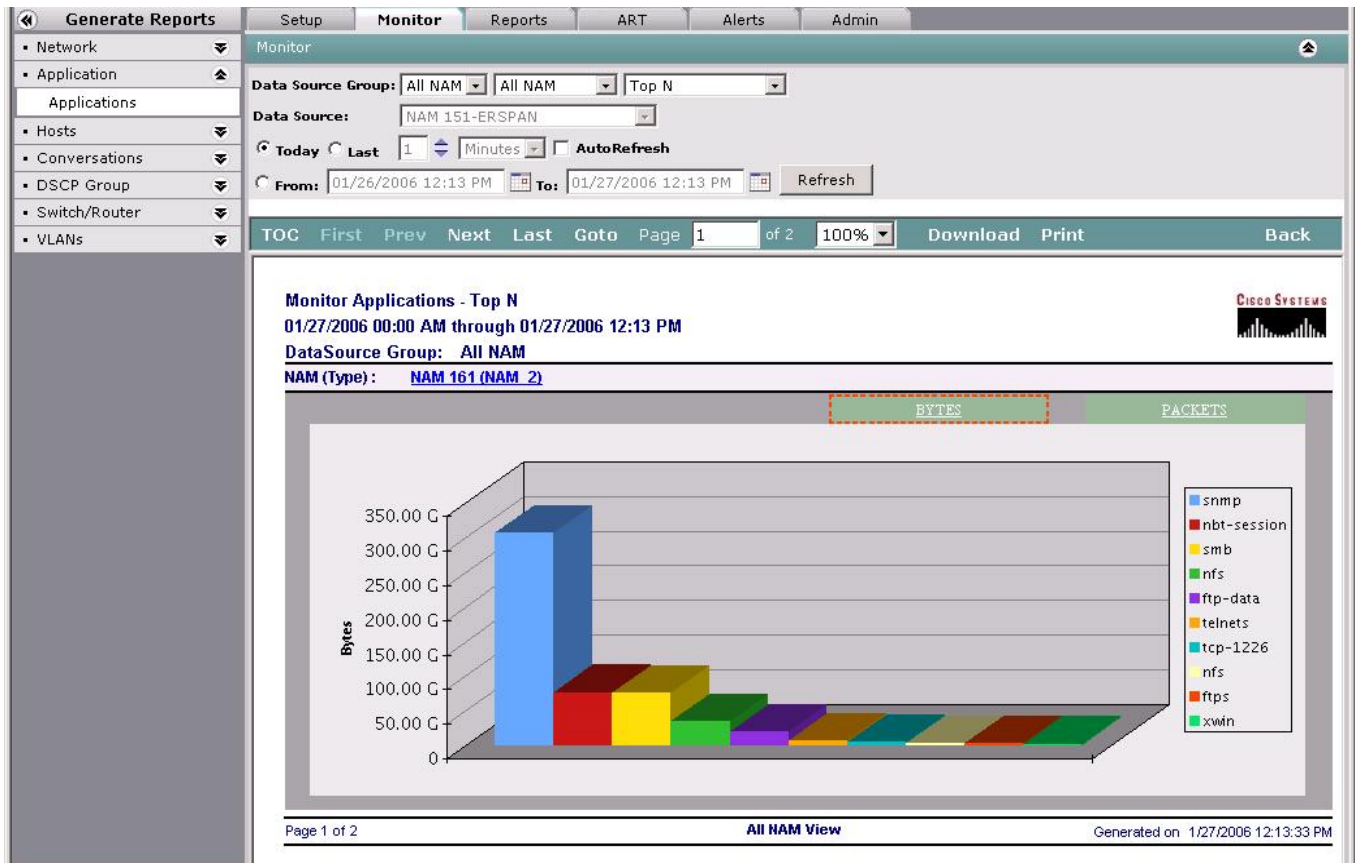 Generate Reports
Setup Monitor Reports ART Alerts Admin
Network
Application
Applications
Hosts
Conversations
DSCP Group
Switch/Router
VLANs
Monitor
Data Source Group: All NAM All NAM Top N
Data Source: NAM 151-ERSPAN
Today Last 1 Minutes AutoRefresh
From: 01/26/2006 12:13 PM To: 01/27/2006 12:13 PM Refresh
TOC First Prev Next Last Goto Page 1 of 2 100% Download Print Back
Monitor Applications - Top N
01/27/2006 00:00 AM through 01/27/2006 12:13 PM
DataSource Group: All NAM
CISCO SYSTEMS
NAM (Type) : NAM 161 (NAM_2)
BYTES PACKETS
Bytes
350.00 G
300.00 G
250.00 G
200.00 G
150.00 G
100.00 G
50.00 G
0
snmp
nbt-session
smb
nfs
ftp-data
telnets
tcp-1226
nfs
ftps
xwin
Page 1 of 2 All NAM View Generated on 1/27/2006 12:13:33 PM